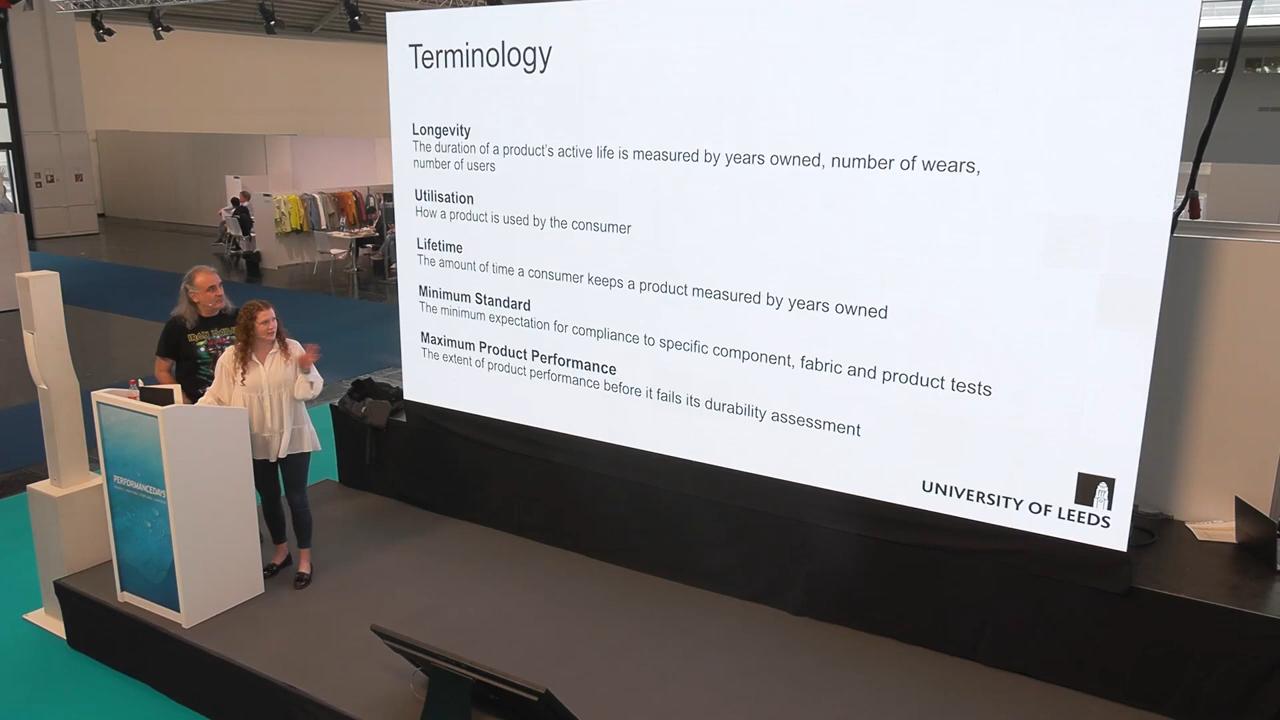 Terminology
Longevity
The duration of a product's active life is measured by years owned, number of wears,
number of users
Utilisation
How a product is used by the consumer
Lifetime
The amount of time a consumer keeps a product measured by years owned
Minimum Standard
The minimum expectation for compliance to specific component, fabric and product tests
Maximum Product Performance
The extent of product performance before it fails its durability assessment
UNIVERSITY OF LEEDS
IRON MAIDEN
PERFORMANCEDAYS